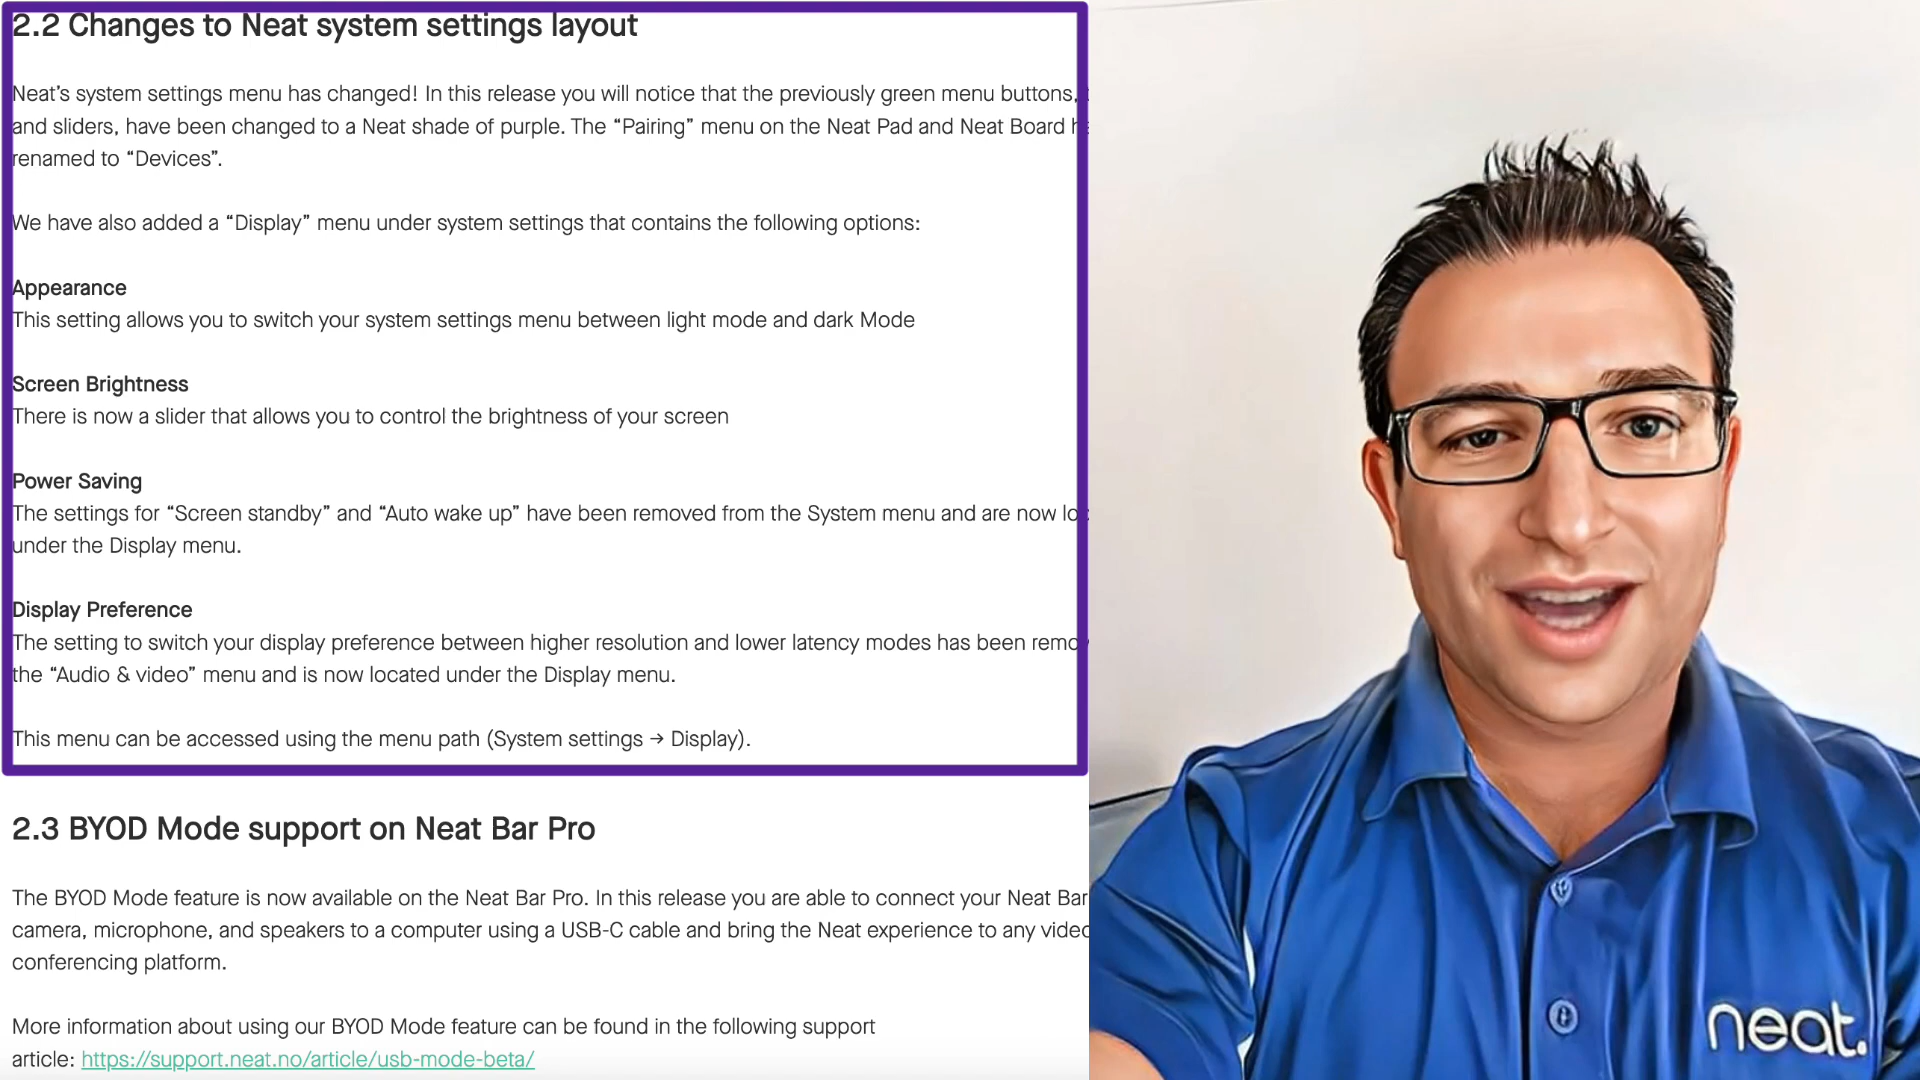 2.2 Changes to Neat system settings layout
Neat’s system settings menu has changed! In this release you will notice that the previously green menu buttons,
and sliders, have been changed to a Neat shade of purple. The “Pairing” menu on the Neat Pad and Neat Board
renamed to “Devices”.
We have also added a “Display” menu under system settings that contains the following options:
Appearance
This setting allows you to switch your system settings menu between light mode and dark Mode
Screen Brightness
There is now a slider that allows you to control the brightness of your screen
Power Saving
The settings for “Screen standby” and “Auto wake up” have been removed from the System menu and are now
under the Display menu.
Display Preference
The setting to switch your display preference between higher resolution and lower latency modes has been
the “Audio & video” menu and is now located under the Display menu.
This menu can be accessed using the menu path (System settings → Display).
2.3 BYOD Mode support on Neat Bar Pro
The BYOD Mode feature is now available on the Neat Bar Pro. In this release you are able to connect your Neat Bar
camera, microphone, and speakers to a computer using a USB-C cable and bring the Neat experience to any video
conferencing platform.
More information about using our BYOD Mode feature can be found in the following support
article: https://support.neat.no/article/usb-mode-beta/
neat.